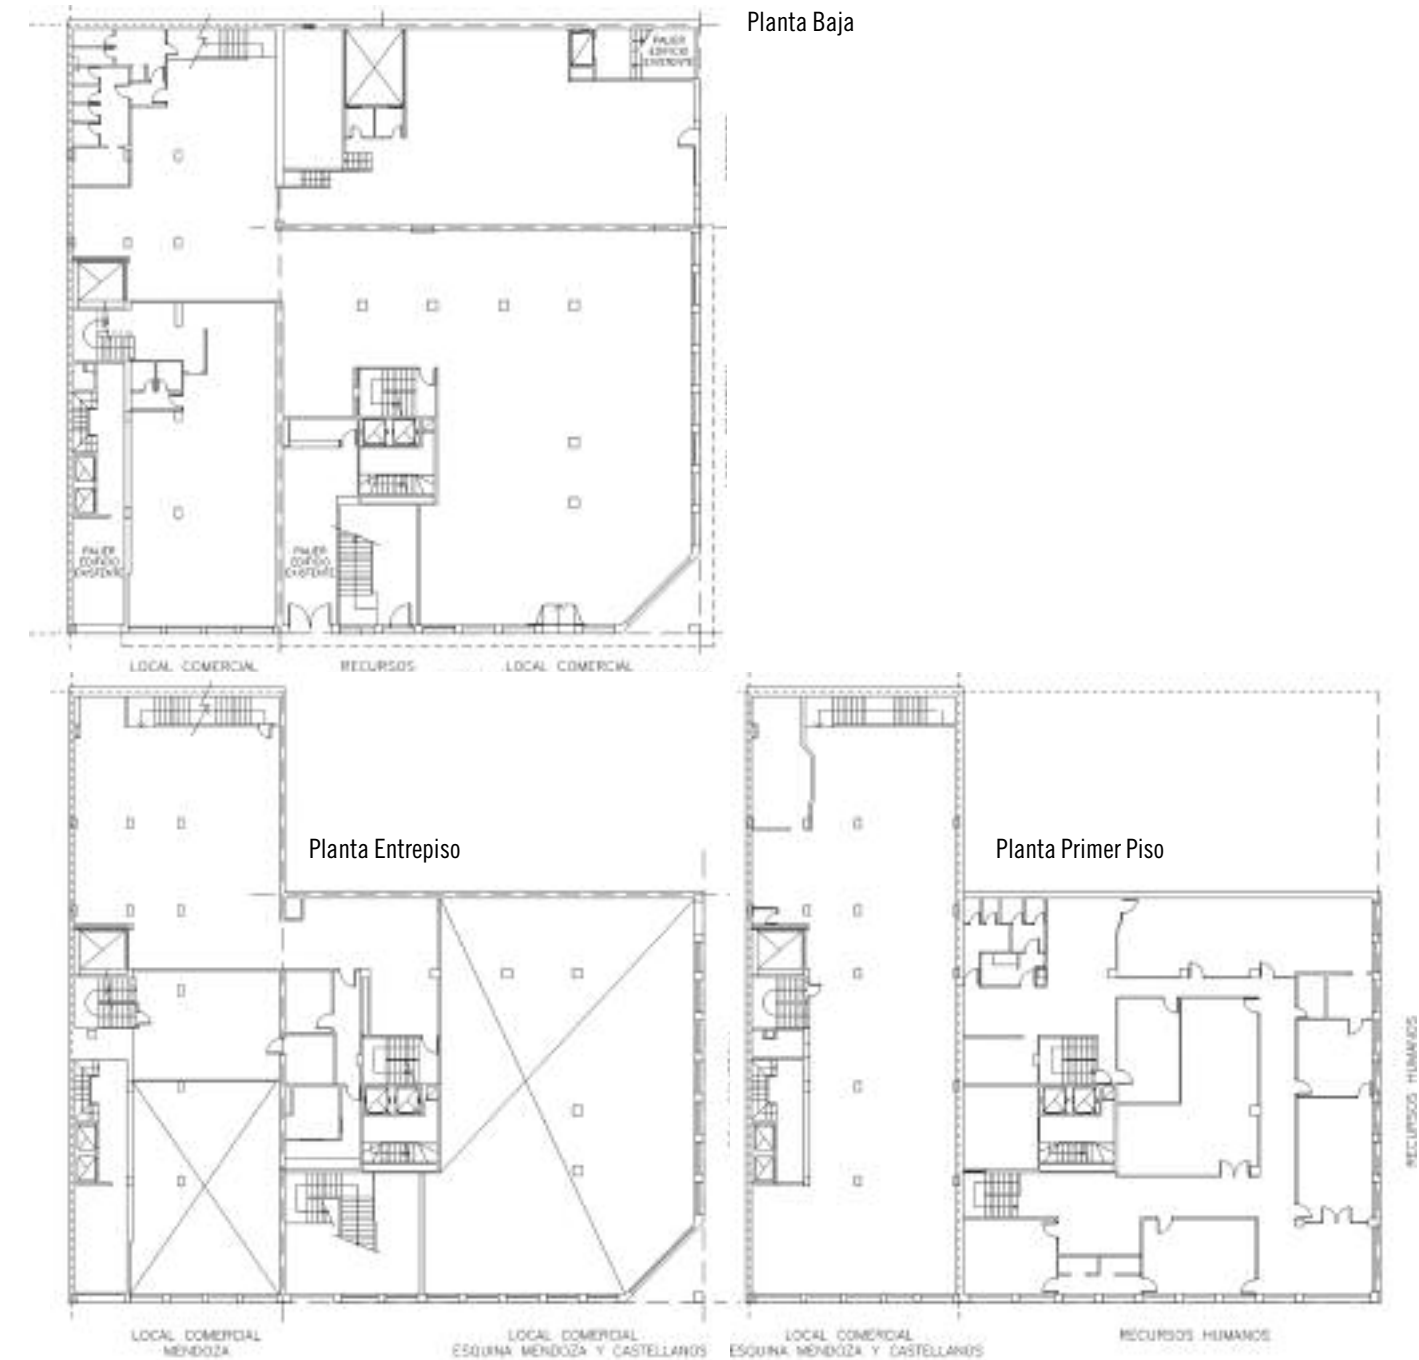 Planta Baja
PALIER
EDIFICIO
EXISTENTE
PALIER
EDIFICIO
EXISTENTE
PALIER
EDIFICIO
EXISTENTE
LOCAL COMERCIAL
RECURSOS
LOCAL COMERCIAL
Planta Entrepiso
Planta Primer Piso
RECURSOS HUMANOS
LOCAL COMERCIAL
MENDOZA
LOCAL COMERCIAL
ESQUINA MENDOZA Y CASTELLANOS
LOCAL COMERCIAL
ESQUINA MENDOZA Y CASTELLANOS
RECURSOS HUMANOS